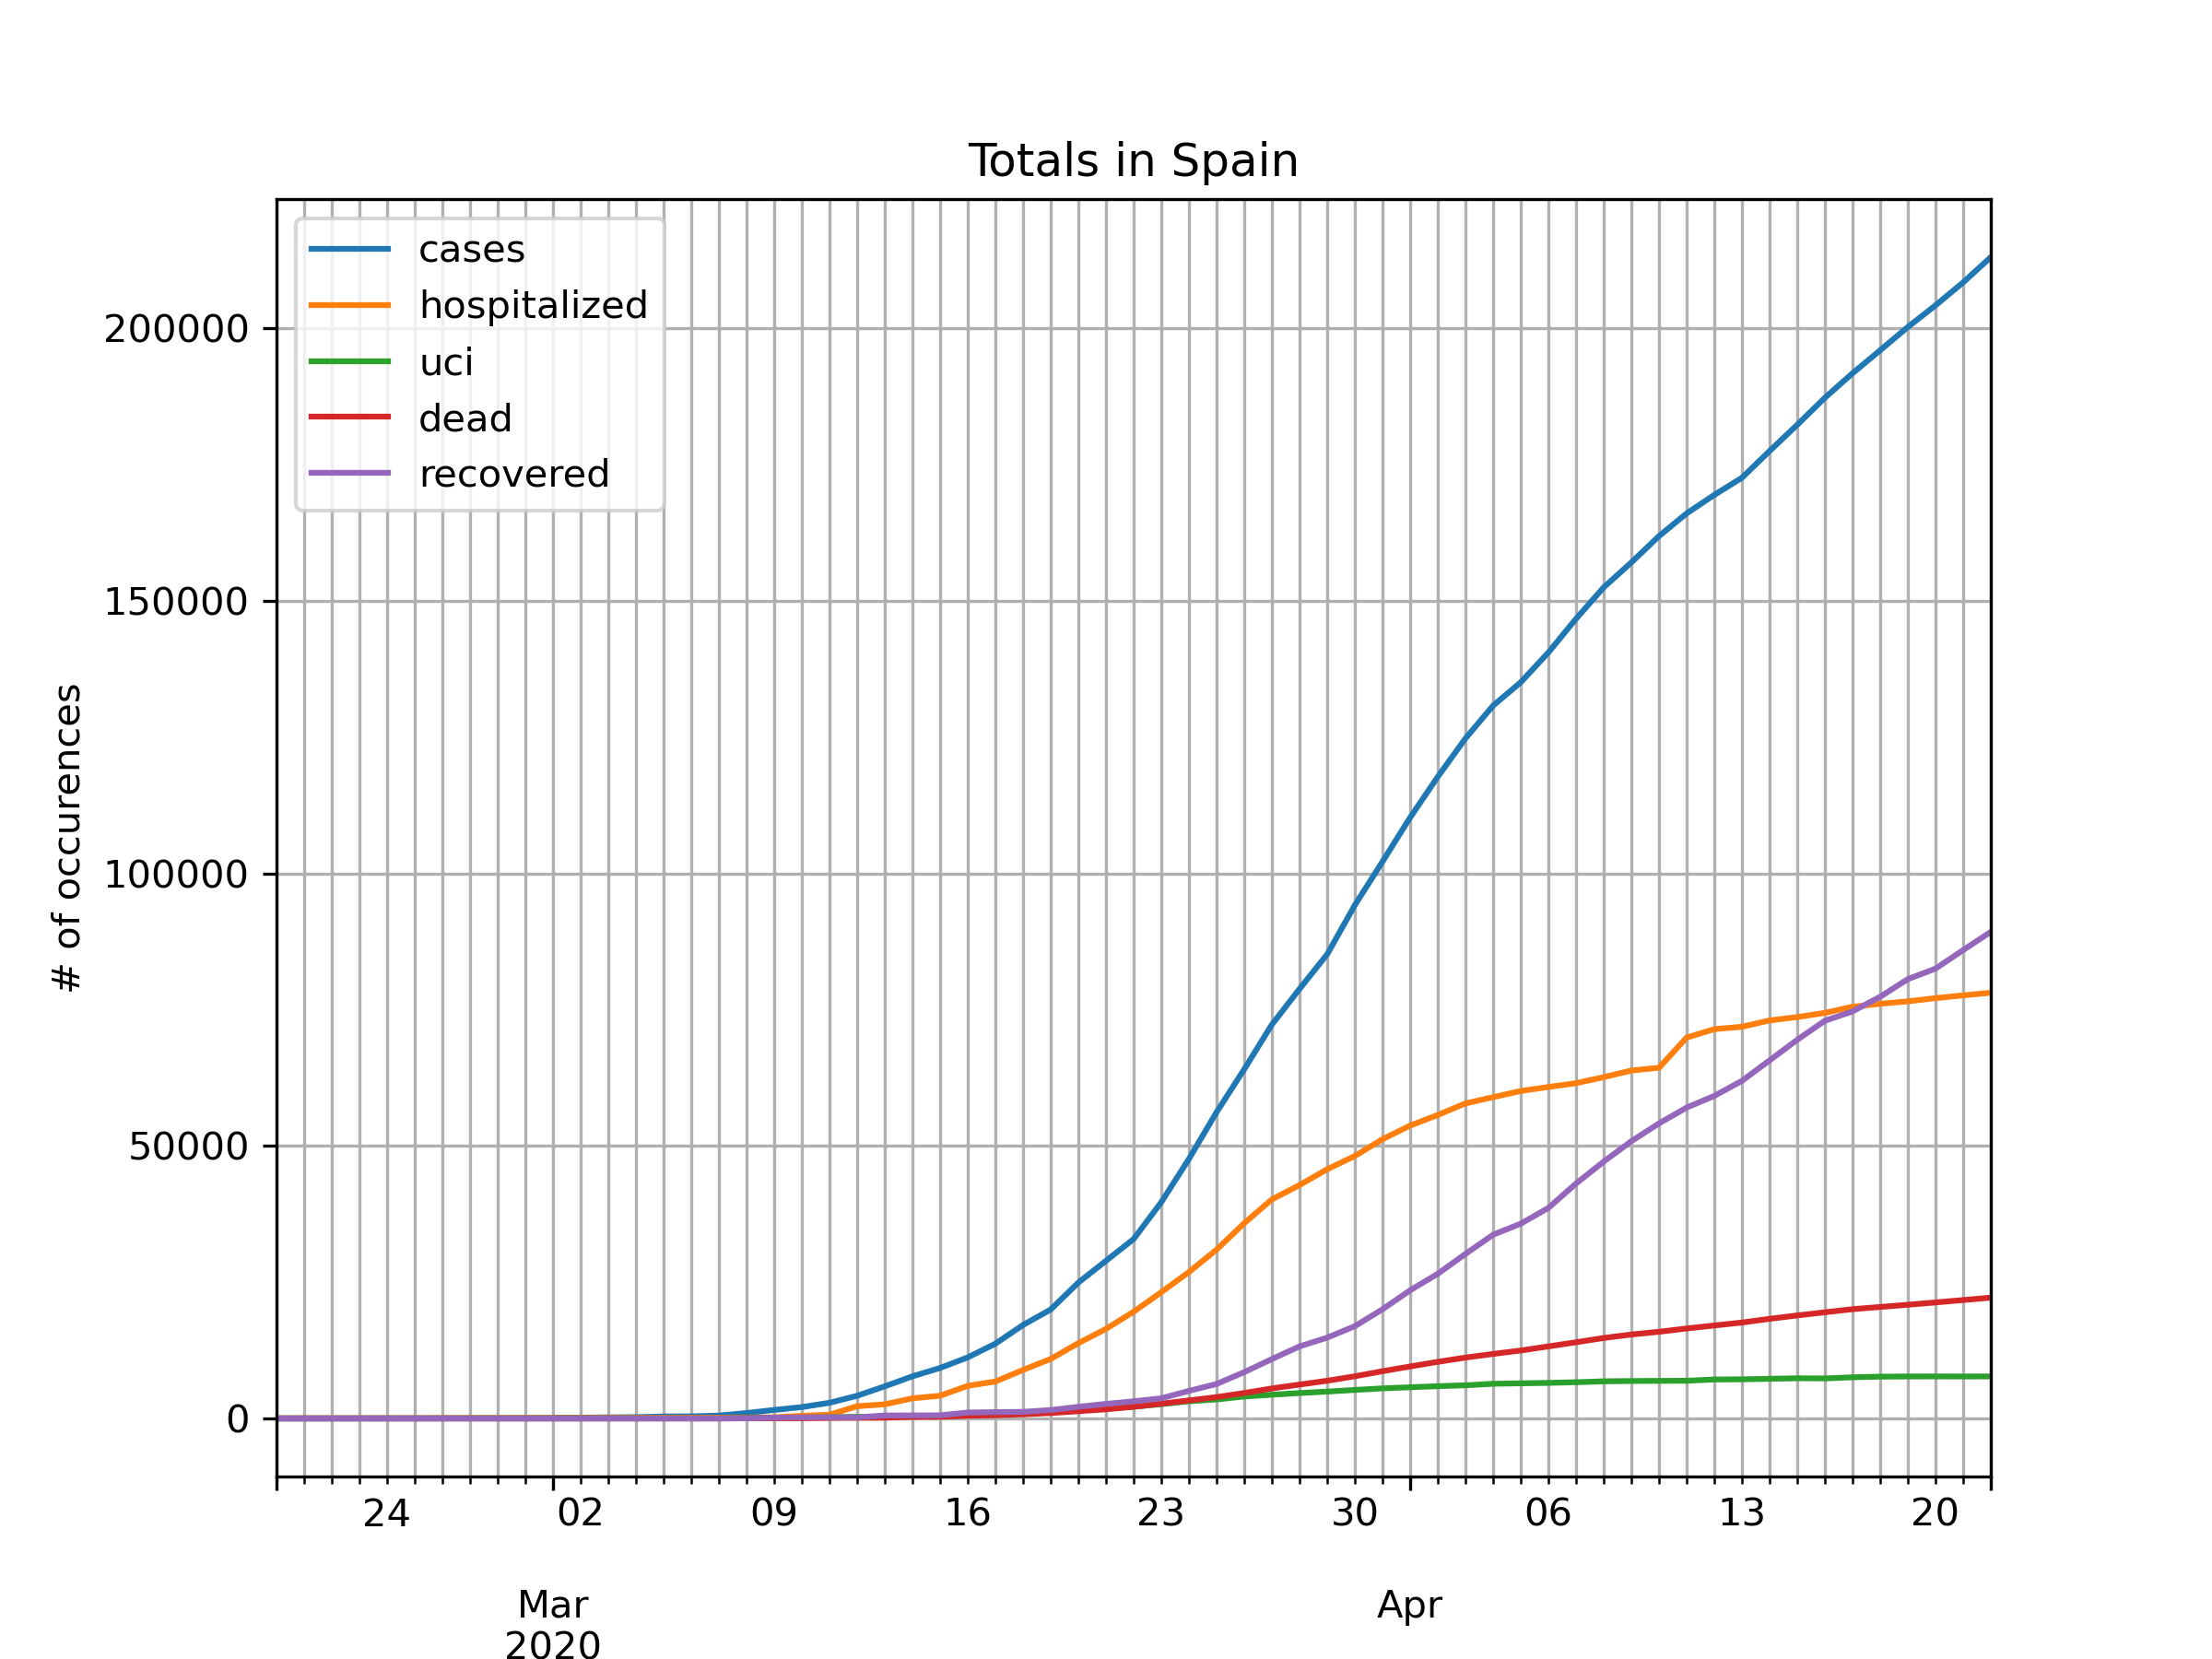 Totals in Spain
cases
hospitalized
uci
dead
recovered
# of occurences
200000
150000
100000
50000
0
24 02 09 16 23 30 06 13 20
Mar Apr
2020